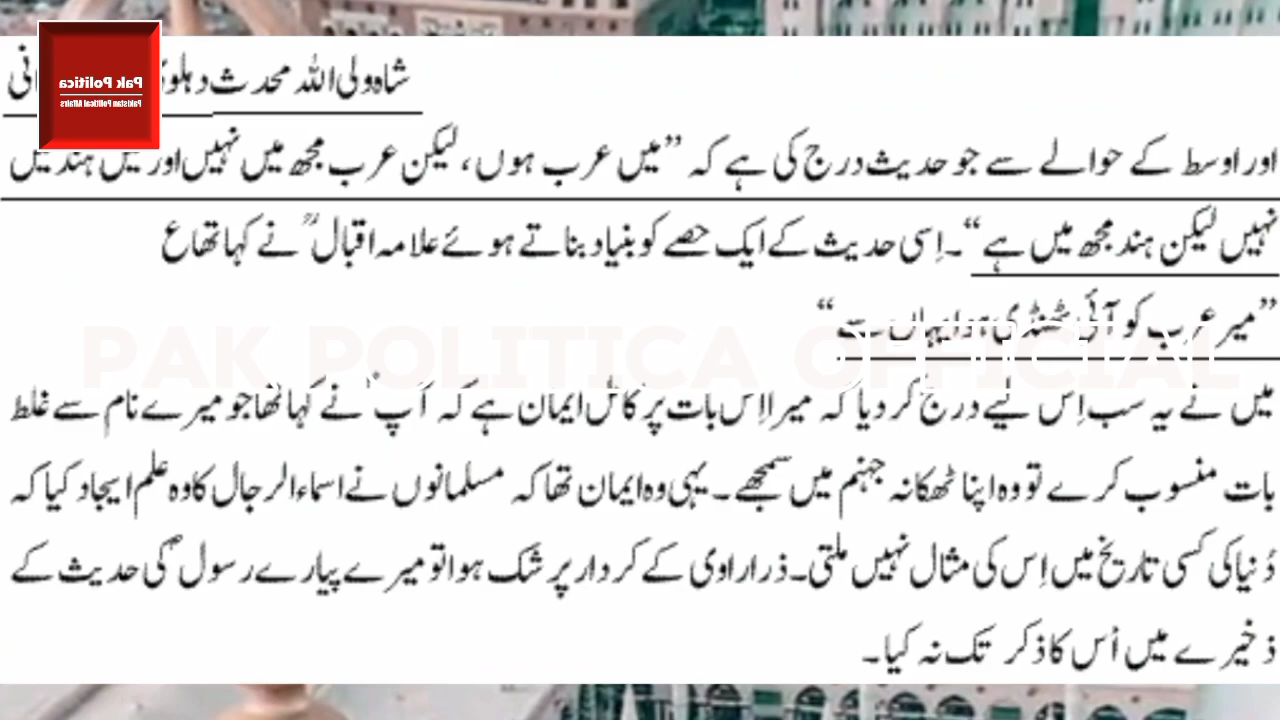 شاہ ولی اللہ محدث دہلوی
اور اوسط کے حوالے سے جو حدیث درج کی ہے کہ ”میں عرب ہوں، لیکن عرب مجھ میں نہیں اور میں ہند میں
نہیں لیکن ہند مجھ میں ہے“۔ اِسی حدیث کے ایک حصے کو بنیاد بناتے ہوئے علامہ اقبالؒ نے کہا تھا ع
”میرِ عرب کو آئی ٹھنڈی ہوا یہاں سے“
میں نے یہ سب اِس لیے درج کر دیا کہ میرا اِس بات پر کامل ایمان ہے کہ آپؐ نے کہا تھا جو میرے نام سے غلط
بات منسوب کرے تو وہ اپنا ٹھکانہ جہنم میں سمجھے۔ یہی وہ ایمان تھا کہ مسلمانوں نے اسماء الرجال کا وہ علم ایجاد کیا کہ
دُنیا کی کسی تاریخ میں اِس کی مثال نہیں ملتی۔ ذرا راوی کے کردار پر شک ہوا تو میرے پیارے رسولؐ کی حدیث کے
ذخیرے میں اُس کا ذکر تک نہ کیا۔
Pak Politica
Pakistan Political Affairs
PAK POLITICA OFFICIAL